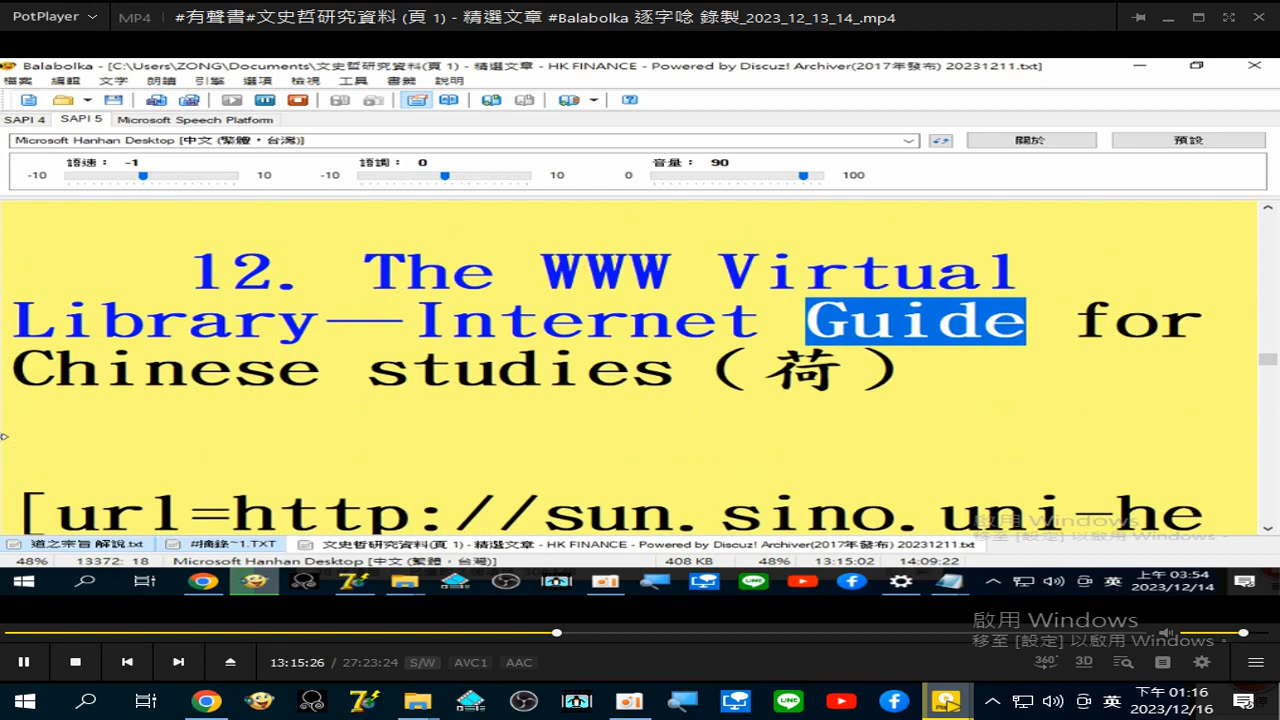 PotPlayer MP4 #有聲書#文史哲研究資料 (頁 1) - 精選文章 #Balabolka 逐字唸 錄製_2023_12_13_14_.mp4
Balabolka - [C:\Users\ZONG\Documents\文史哲研究資料(頁 1) - 精選文章 - HK FINANCE - Powered by Discuz! Archiver(2017年發布) 20231211.txt]
檔案 編輯 文字 朗讀 引擎 選項 檢視 工具 書籤 說明
SAPI 4 SAPI 5 Microsoft Speech Platform
Microsoft Hanhan Desktop [中文 (繁體，台灣)] 關於 預設
語速： -1 語調： 0 音量： 90
-10 10 -10 10 0 100
12. The WWW Virtual
Library—Internet Guide for
Chinese studies（荷）
[url=http://sun.sino.uni-he
啟用 Windows
移至 [設定] 以啟用 Windows。
道之宗旨 解說.txt #摘錄~1.TXT 文史哲研究資料(頁 1) - 精選文章 - HK FINANCE - Powered by Discuz! Archiver(2017年發布) 20231211.txt
48% 13372: 18 Microsoft Hanhan Desktop [中文 (繁體，台灣)] 408 KB 48% 13:15:02 14:09:22
英 上午 03:54
2023/12/14
啟用 Windows
移至 [設定] 以啟用 Windows。
13:15:26 / 27:23:24 S/W AVC1 AAC 360° 3D
英 下午 01:16
2023/12/16